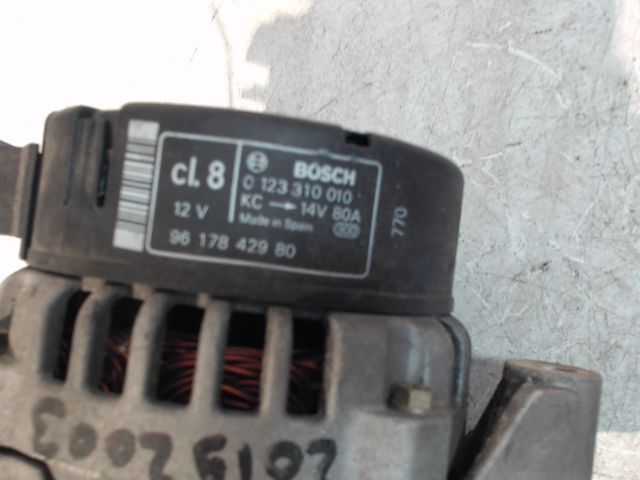 cl.8
12 V
BOSCH
0 123 310 010
KC → 14V 80A
Made in Spain
96 178 429 80
770
20192003